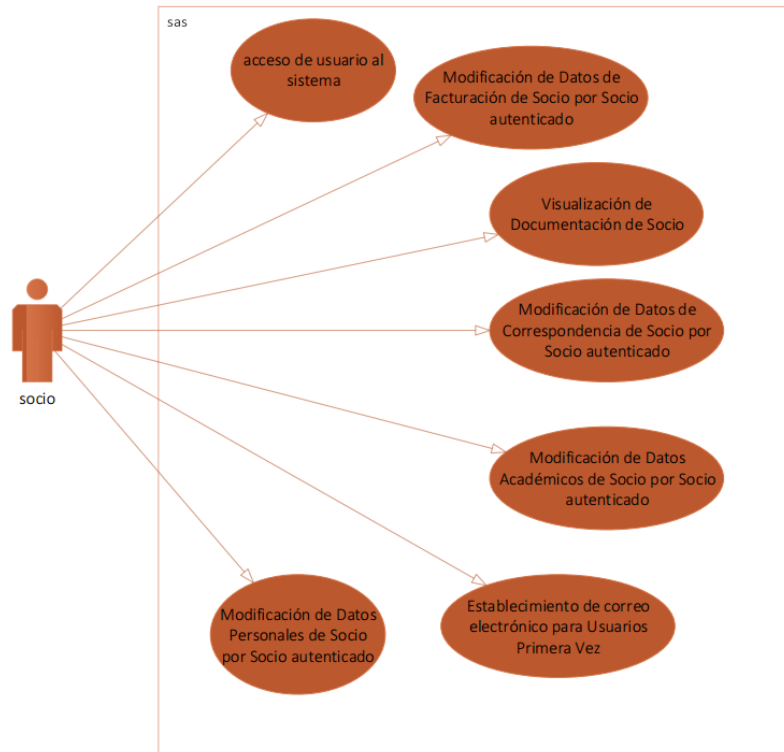 sas
acceso de usuario al
sistema
Modificación de Datos de
Facturación de Socio por Socio
autenticado
Visualización de
Documentación de Socio
Modificación de Datos de
Correspondencia de Socio por
Socio autenticado
socio
Modificación de Datos
Académicos de Socio por Socio
autenticado
Modificación de Datos
Personales de Socio
por Socio autenticado
Establecimiento de correo
electrónico para Usuarios
Primera Vez